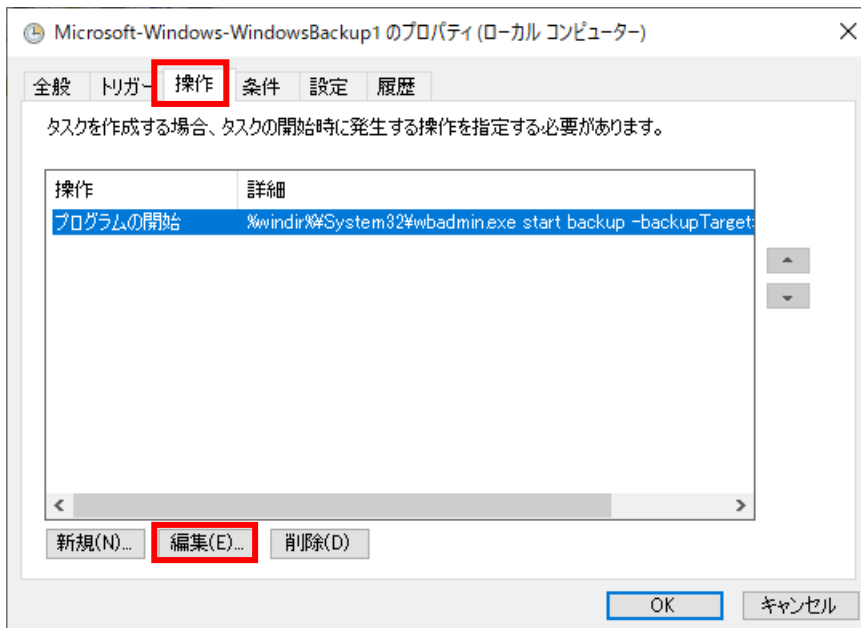 Microsoft-Windows-WindowsBackup1 のプロパティ (ローカル コンピューター)
全般 トリガー 操作 条件 設定 履歴
タスクを作成する場合、タスクの開始時に発生する操作を指定する必要があります。
操作 詳細
プログラムの開始 %windir%¥System32¥wbadmin.exe start backup -backupTarget:
新規(N)... 編集(E)... 削除(D)
OK キャンセル